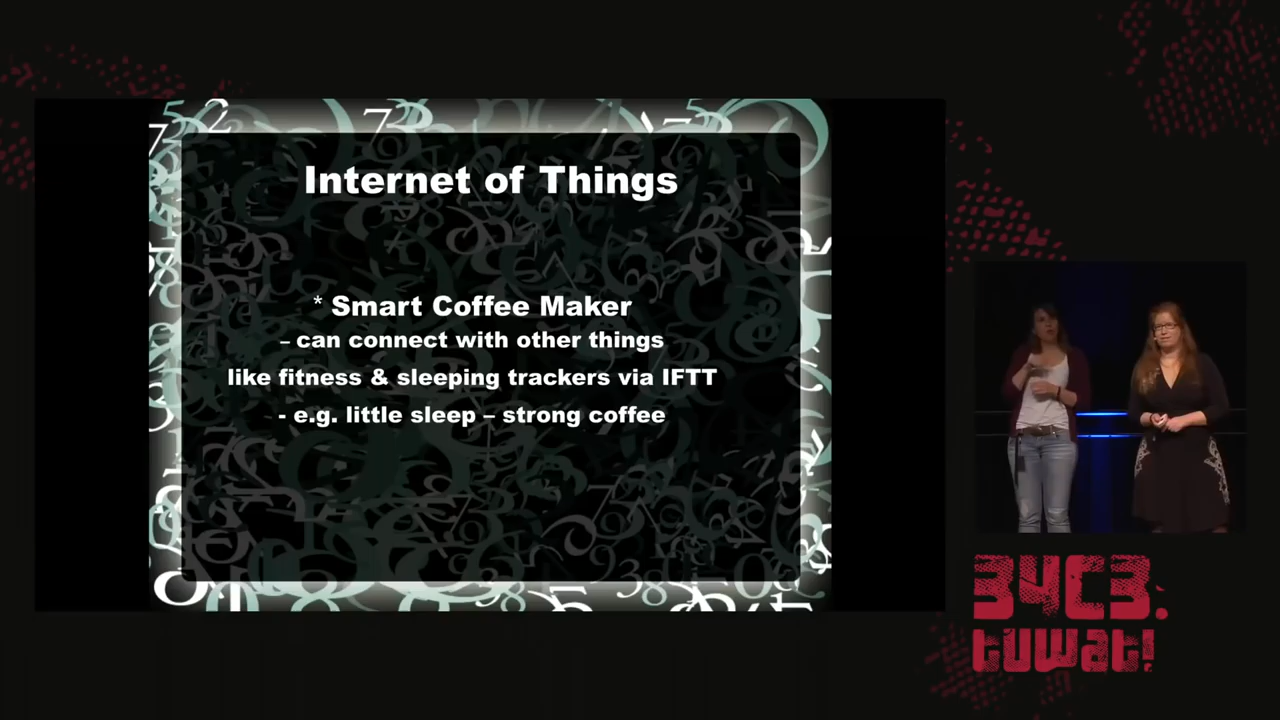 Internet of Things
* Smart Coffee Maker
– can connect with other things
like fitness & sleeping trackers via IFTT
- e.g. little sleep – strong coffee
34C3.
tuwat!